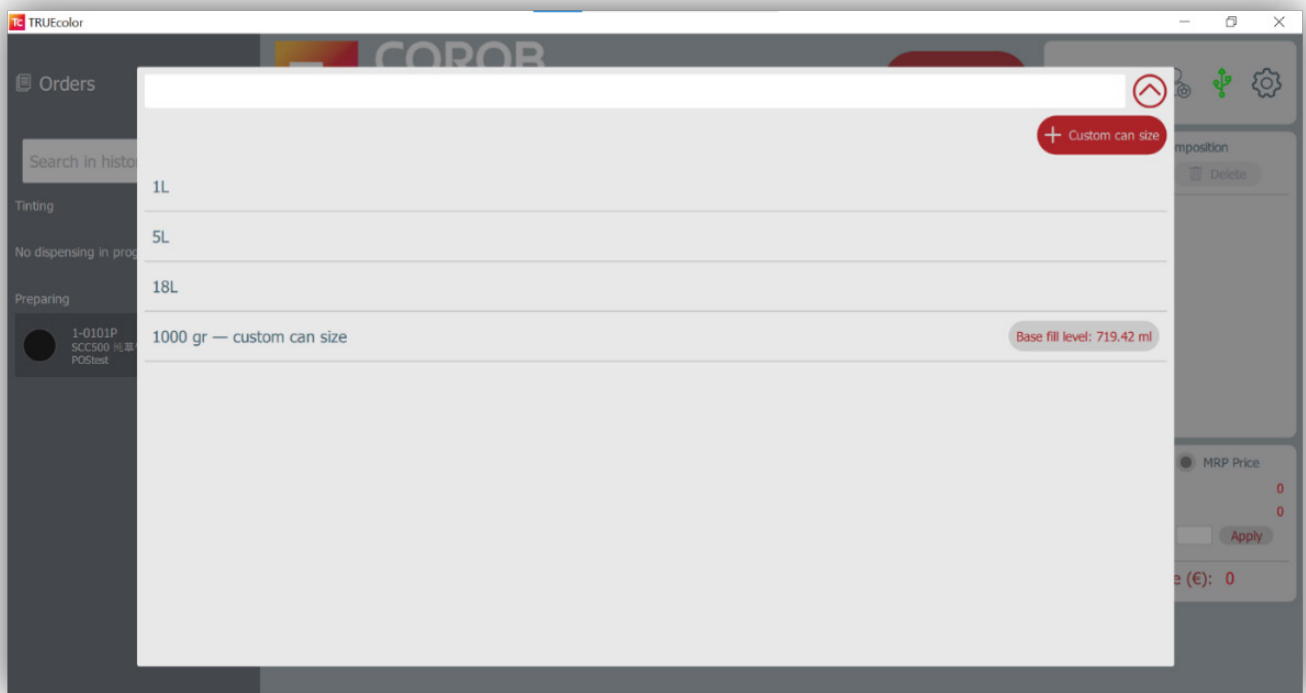 Tc TRUEcolor
COROB
Orders
Search in histo
Tinting
No dispensing in prog
Preparing
1-0101P
SCC500
POStest
Custom can size
1L
5L
18L
1000 gr — custom can size
Base fill level: 719.42 ml
mposition
Delete
MRP Price
0
0
Apply
e (€): 0